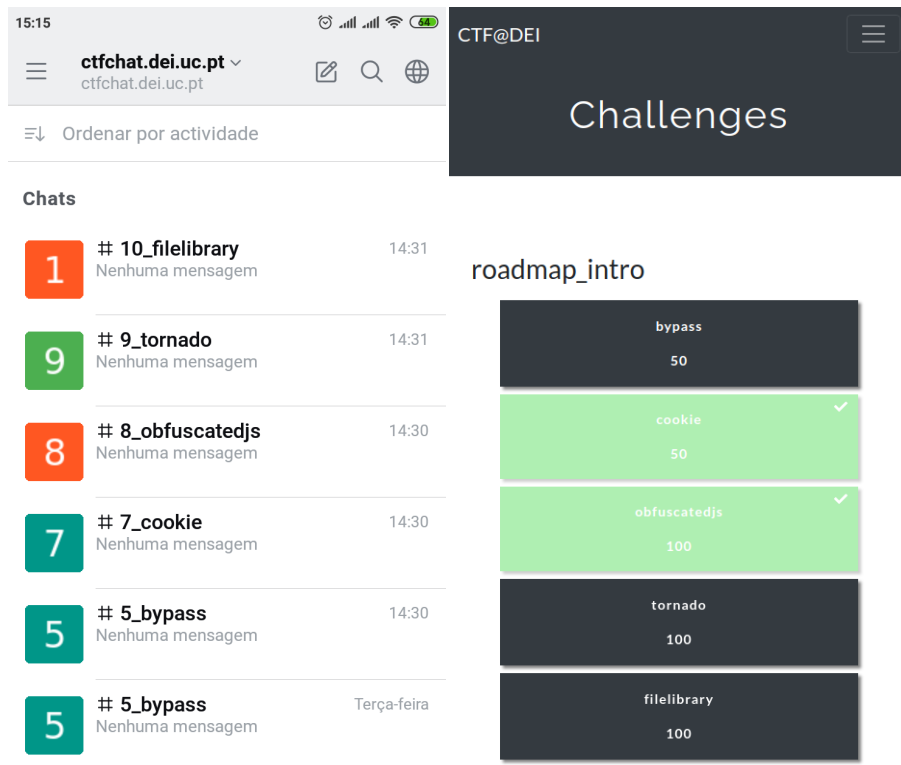 15:15
64
ctfchat.dei.uc.pt
ctfchat.dei.uc.pt
Ordenar por actividade
Chats
1
# 10_filelibrary
14:31
Nenhuma mensagem
9
# 9_tornado
14:31
Nenhuma mensagem
8
# 8_obfuscatedjs
14:30
Nenhuma mensagem
7
# 7_cookie
14:30
Nenhuma mensagem
5
# 5_bypass
14:30
Nenhuma mensagem
5
# 5_bypass
Terça-feira
Nenhuma mensagem
CTF@DEI
Challenges
roadmap_intro
bypass
50
cookie
50
obfuscatedjs
100
tornado
100
filelibrary
100